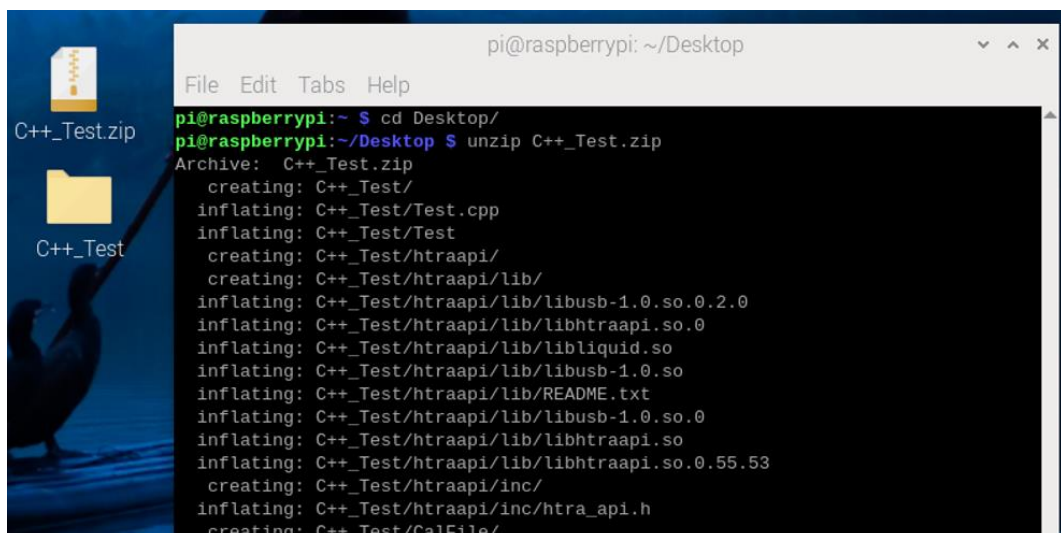 pi@raspberrypi: ~/Desktop
File Edit Tabs Help
C++_Test.zip
C++_Test
pi@raspberrypi:~ $ cd Desktop/
pi@raspberrypi:~/Desktop $ unzip C++_Test.zip
Archive:  C++_Test.zip
   creating: C++_Test/
  inflating: C++_Test/Test.cpp
  inflating: C++_Test/Test
   creating: C++_Test/htraapi/
   creating: C++_Test/htraapi/lib/
  inflating: C++_Test/htraapi/lib/libusb-1.0.so.0.2.0
  inflating: C++_Test/htraapi/lib/libhtraapi.so.0
  inflating: C++_Test/htraapi/lib/libliquid.so
  inflating: C++_Test/htraapi/lib/libusb-1.0.so
  inflating: C++_Test/htraapi/lib/README.txt
  inflating: C++_Test/htraapi/lib/libusb-1.0.so.0
  inflating: C++_Test/htraapi/lib/libhtraapi.so
  inflating: C++_Test/htraapi/lib/libhtraapi.so.0.55.53
   creating: C++_Test/htraapi/inc/
  inflating: C++_Test/htraapi/inc/htra_api.h
   creating: C++_Test/CalFile/